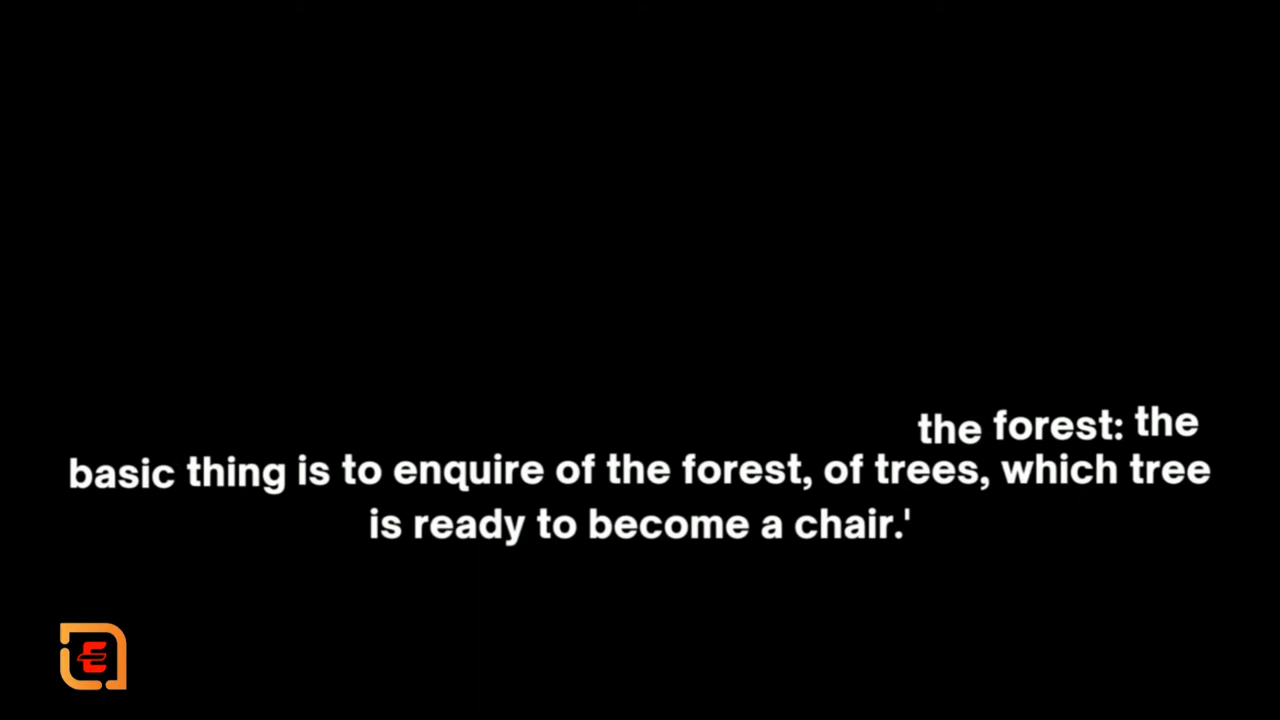 the forest: the
basic thing is to enquire of the forest, of trees, which tree
is ready to become a chair.'
E